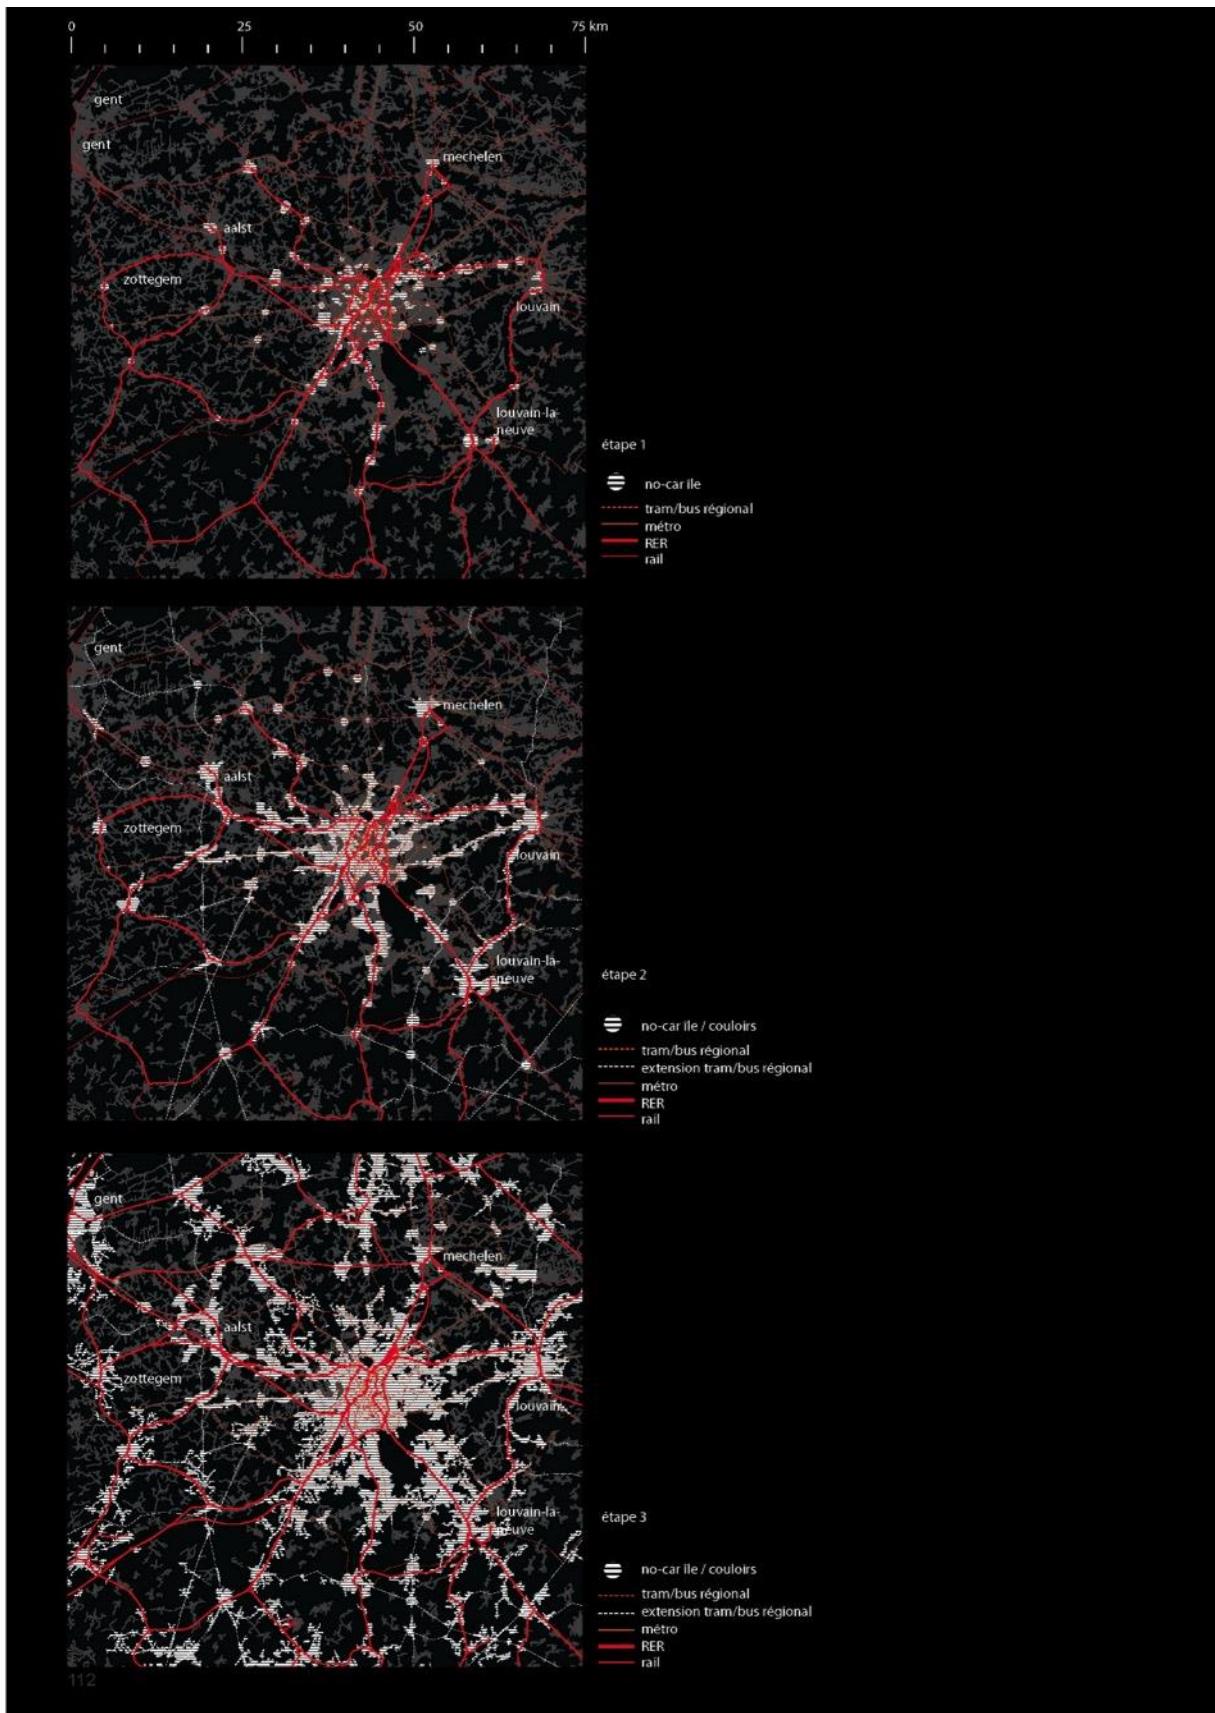 0 25 50 75 km
gent
gent
mechelen
aalst
zottegem
louvain
louvain-la-
neuve
étape 1
no-car île
tram/bus régional
métro
RER
rail
gent
mechelen
aalst
zottegem
louvain
louvain-la-
neuve
étape 2
no-car île / couloirs
tram/bus régional
extension tram/bus régional
métro
RER
rail
gent
mechelen
aalst
zottegem
louvain
louvain-la-
neuve
étape 3
no-car île / couloirs
tram/bus régional
extension tram/bus régional
métro
RER
rail
112